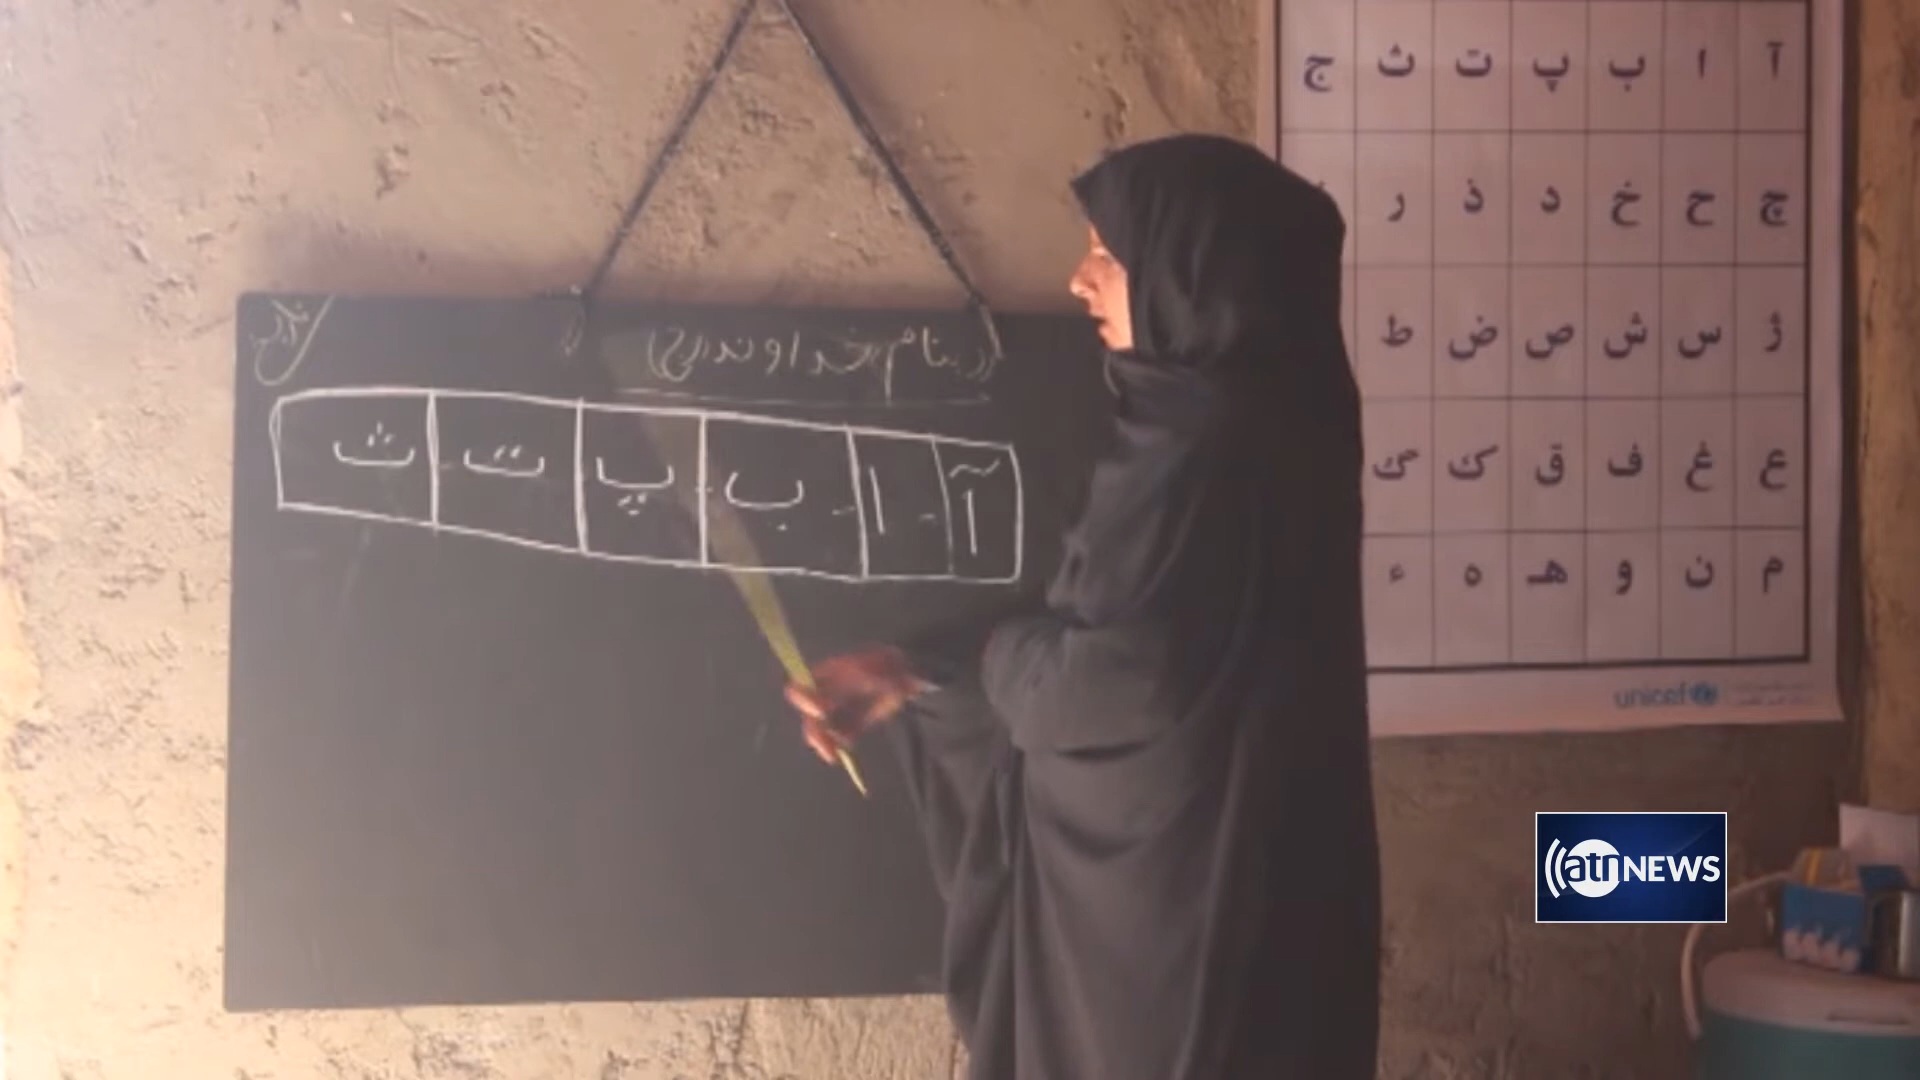 (بنام خداوند(ج))
آ ا ب پ ت ث
آ ا ب پ ت ث ج
چ ح خ د ذ ر
ژ س ش ص ض ط
ع غ ف ق ک گ
م ن و هـ ه ء
unicef
atn NEWS